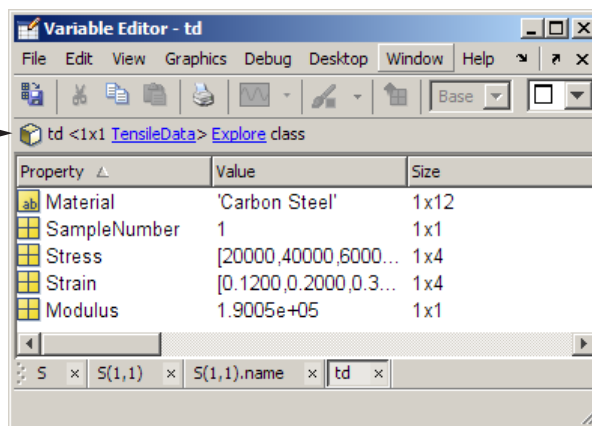 Variable Editor - td
File Edit View Graphics Debug Desktop Window Help
Base
td <1x1 TensileData> Explore class
Property Value Size
ab Material 'Carbon Steel' 1x12
SampleNumber 1 1x1
Stress [20000,40000,6000... 1x4
Strain [0.1200,0.2000,0.3... 1x4
Modulus 1.9005e+05 1x1
S S(1,1) S(1,1).name td